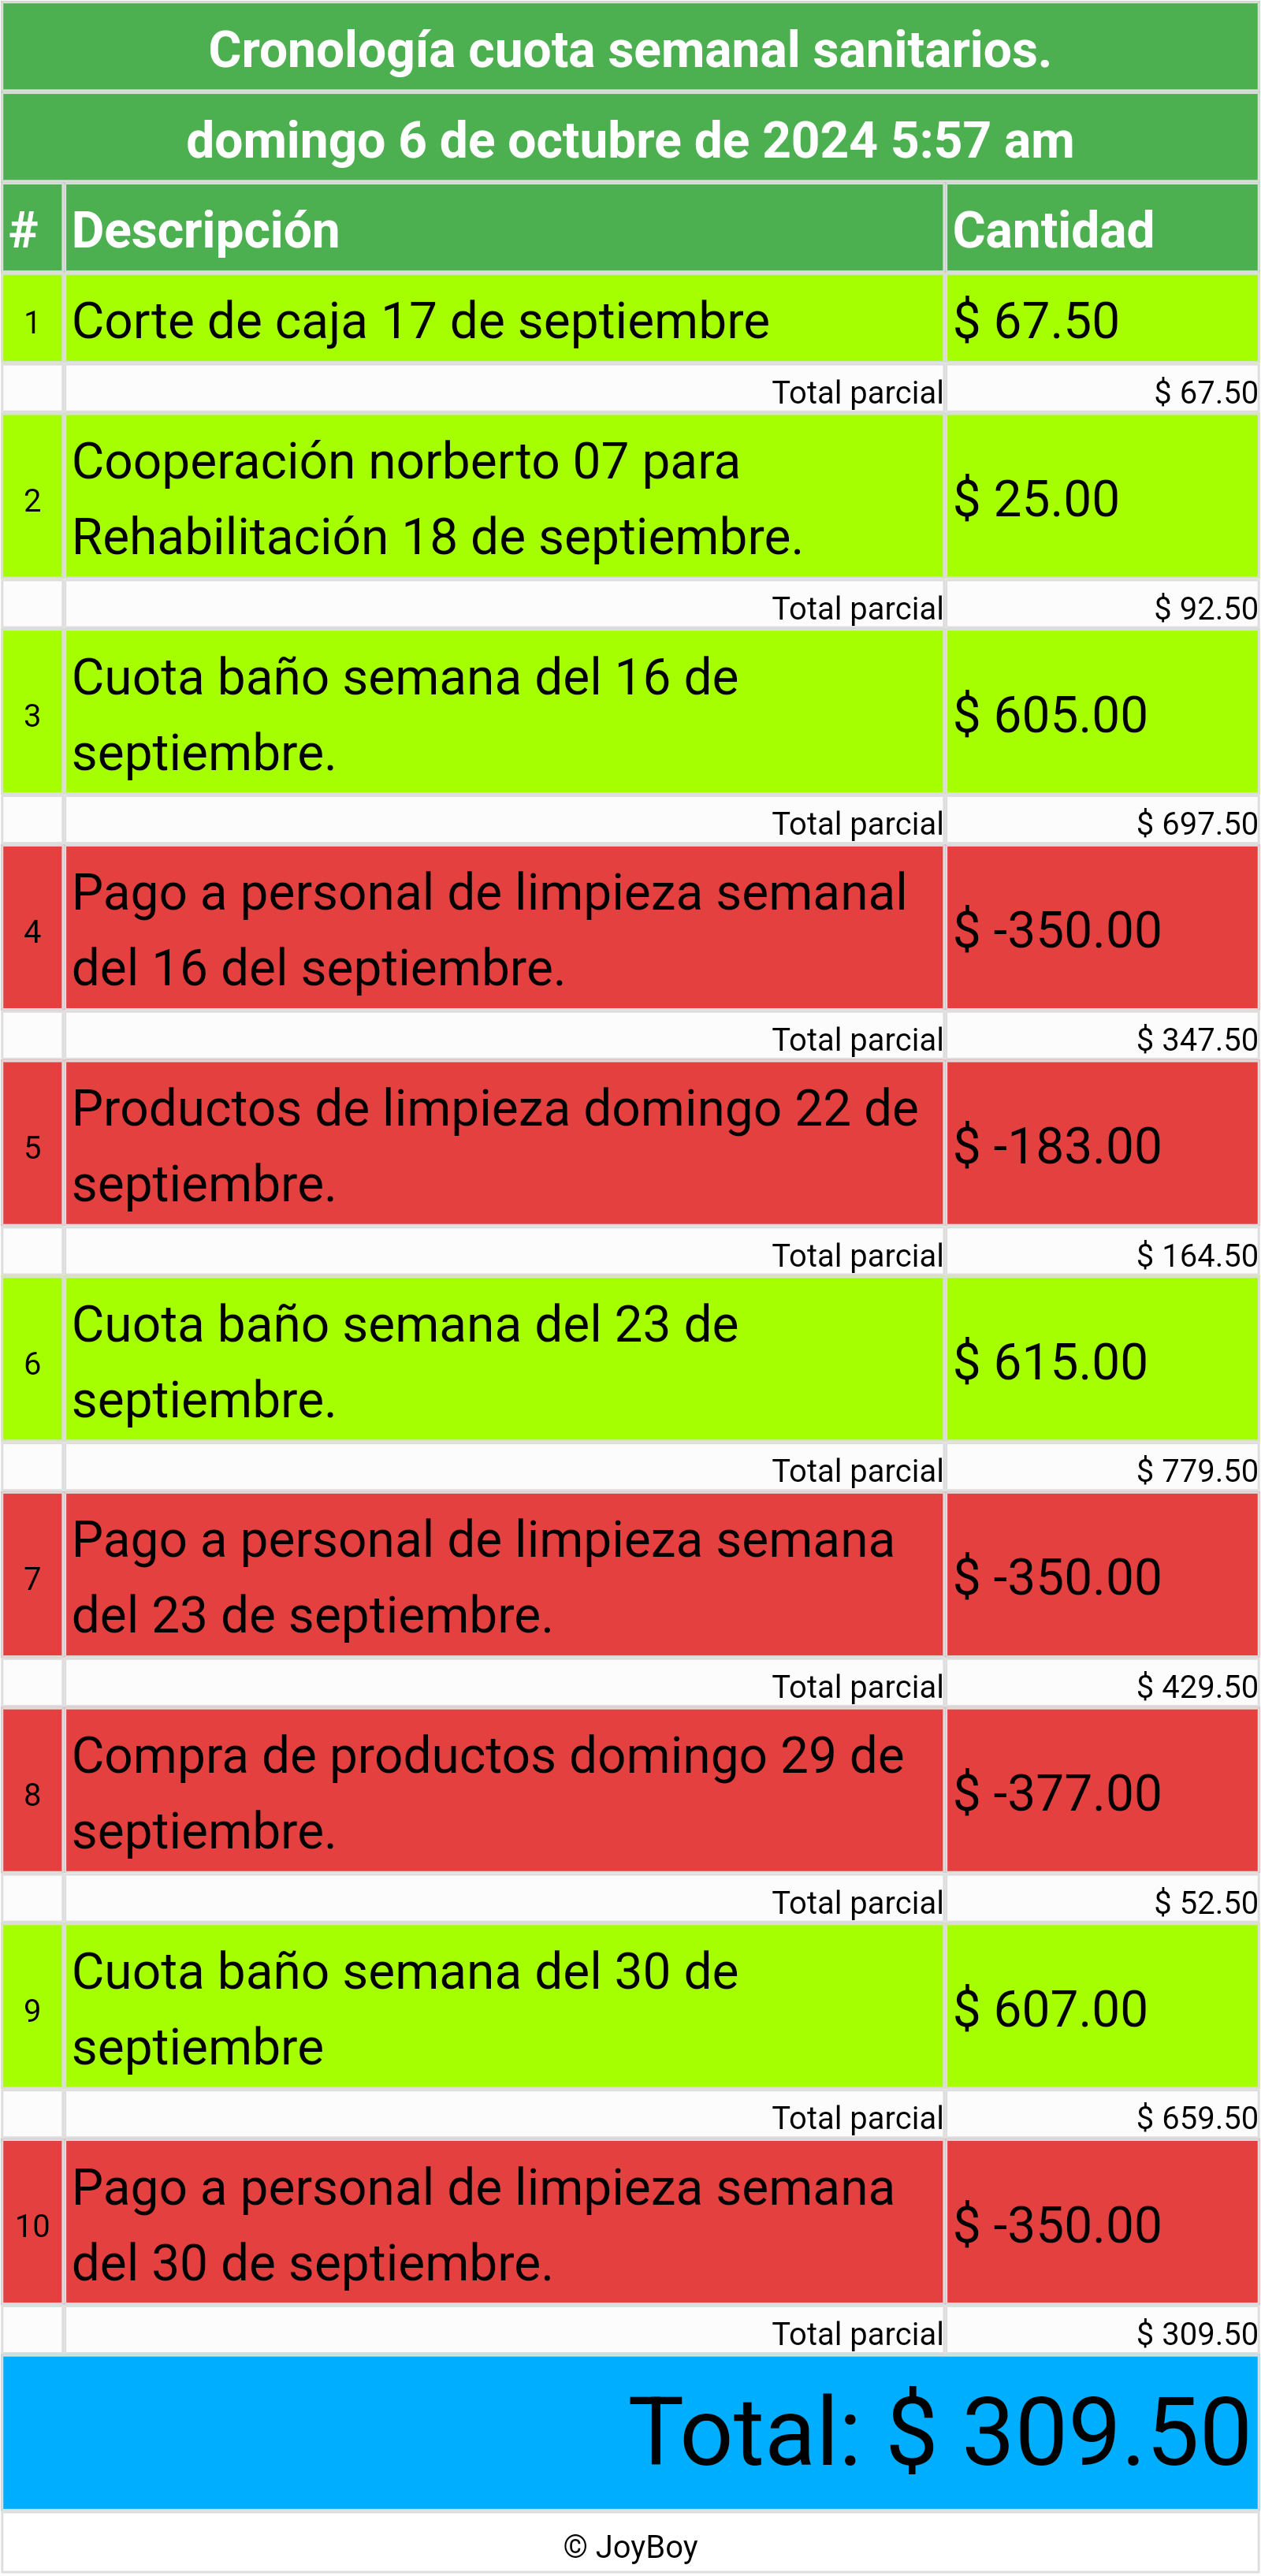 Cronología cuota semanal sanitarios.
domingo 6 de octubre de 2024 5:57 am
# Descripción Cantidad
1 Corte de caja 17 de septiembre $ 67.50
Total parcial $ 67.50
2 Cooperación norberto 07 para
Rehabilitación 18 de septiembre. $ 25.00
Total parcial $ 92.50
3 Cuota baño semana del 16 de
septiembre. $ 605.00
Total parcial $ 697.50
4 Pago a personal de limpieza semanal
del 16 del septiembre. $ -350.00
Total parcial $ 347.50
5 Productos de limpieza domingo 22 de
septiembre. $ -183.00
Total parcial $ 164.50
6 Cuota baño semana del 23 de
septiembre. $ 615.00
Total parcial $ 779.50
7 Pago a personal de limpieza semana
del 23 de septiembre. $ -350.00
Total parcial $ 429.50
8 Compra de productos domingo 29 de
septiembre. $ -377.00
Total parcial $ 52.50
9 Cuota baño semana del 30 de
septiembre $ 607.00
Total parcial $ 659.50
10 Pago a personal de limpieza semana
del 30 de septiembre. $ -350.00
Total parcial $ 309.50
Total: $ 309.50
© JoyBoy